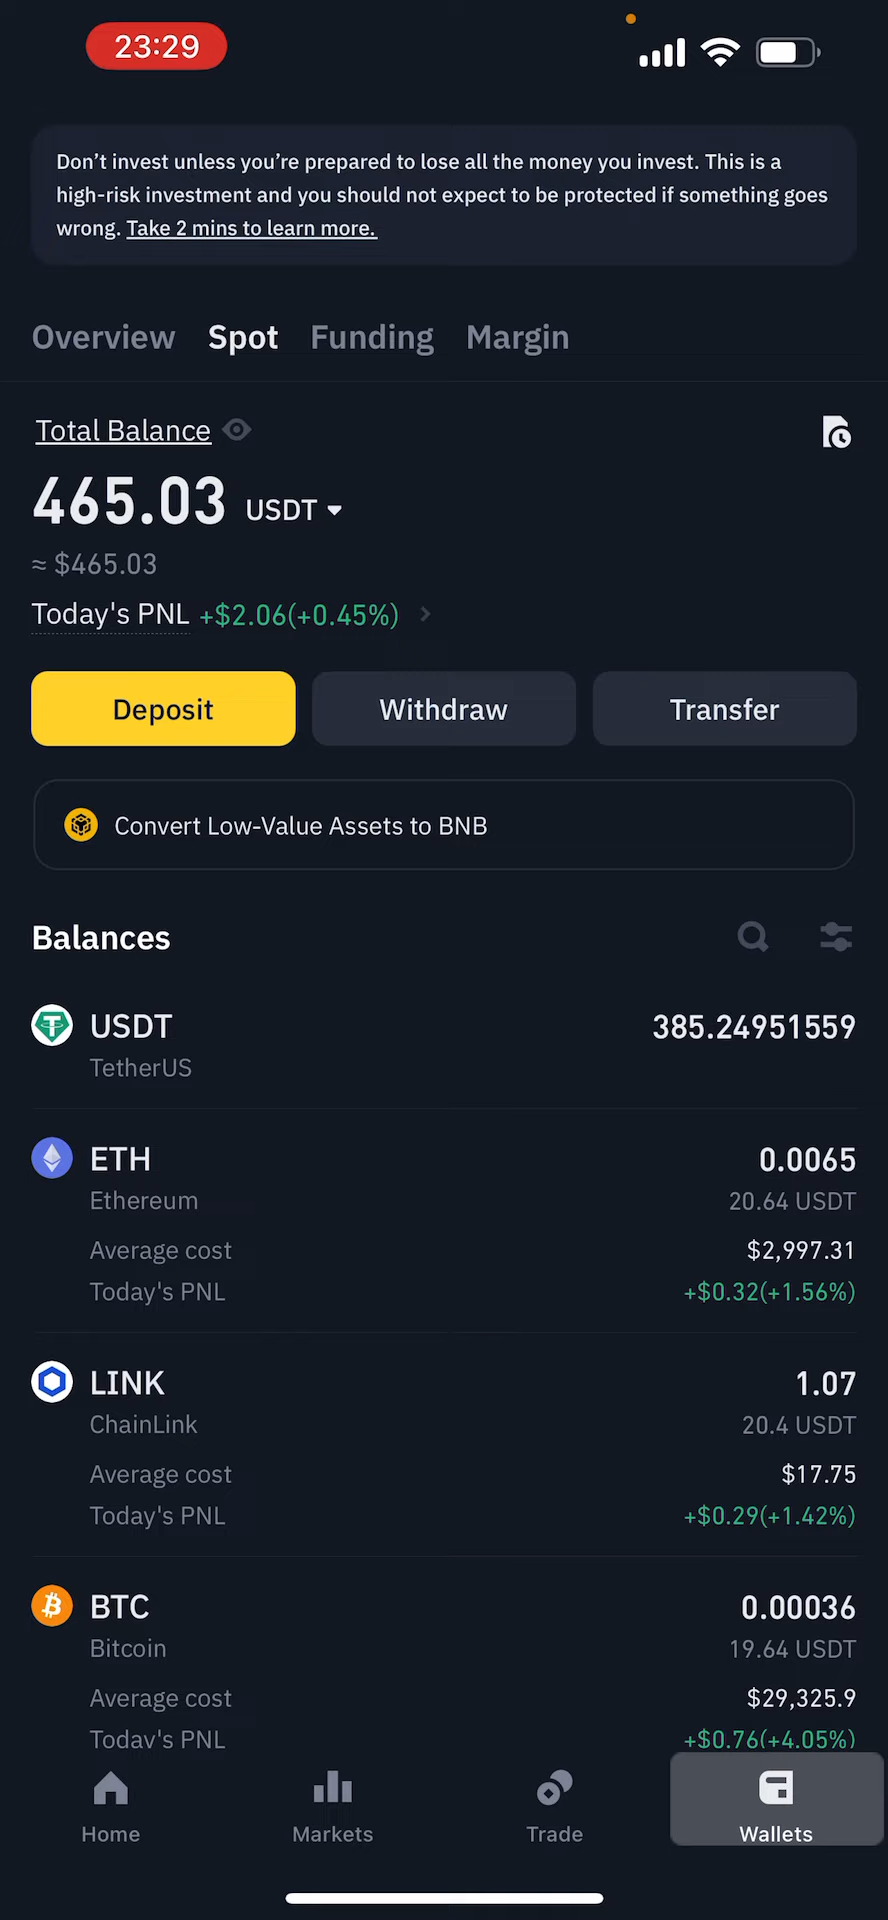 23:29
Don’t invest unless you’re prepared to lose all the money you invest. This is a
high-risk investment and you should not expect to be protected if something goes
wrong. Take 2 mins to learn more.
Overview Spot Funding Margin
Total Balance
465.03 USDT
≈ $465.03
Today's PNL +$2.06(+0.45%)
Deposit Withdraw Transfer
Convert Low-Value Assets to BNB
Balances
USDT 385.24951559
TetherUS
ETH 0.0065
Ethereum 20.64 USDT
Average cost $2,997.31
Today's PNL +$0.32(+1.56%)
LINK 1.07
ChainLink 20.4 USDT
Average cost $17.75
Today's PNL +$0.29(+1.42%)
BTC 0.00036
Bitcoin 19.64 USDT
Average cost $29,325.9
Today's PNL +$0.76(+4.05%)
Home Markets Trade Wallets